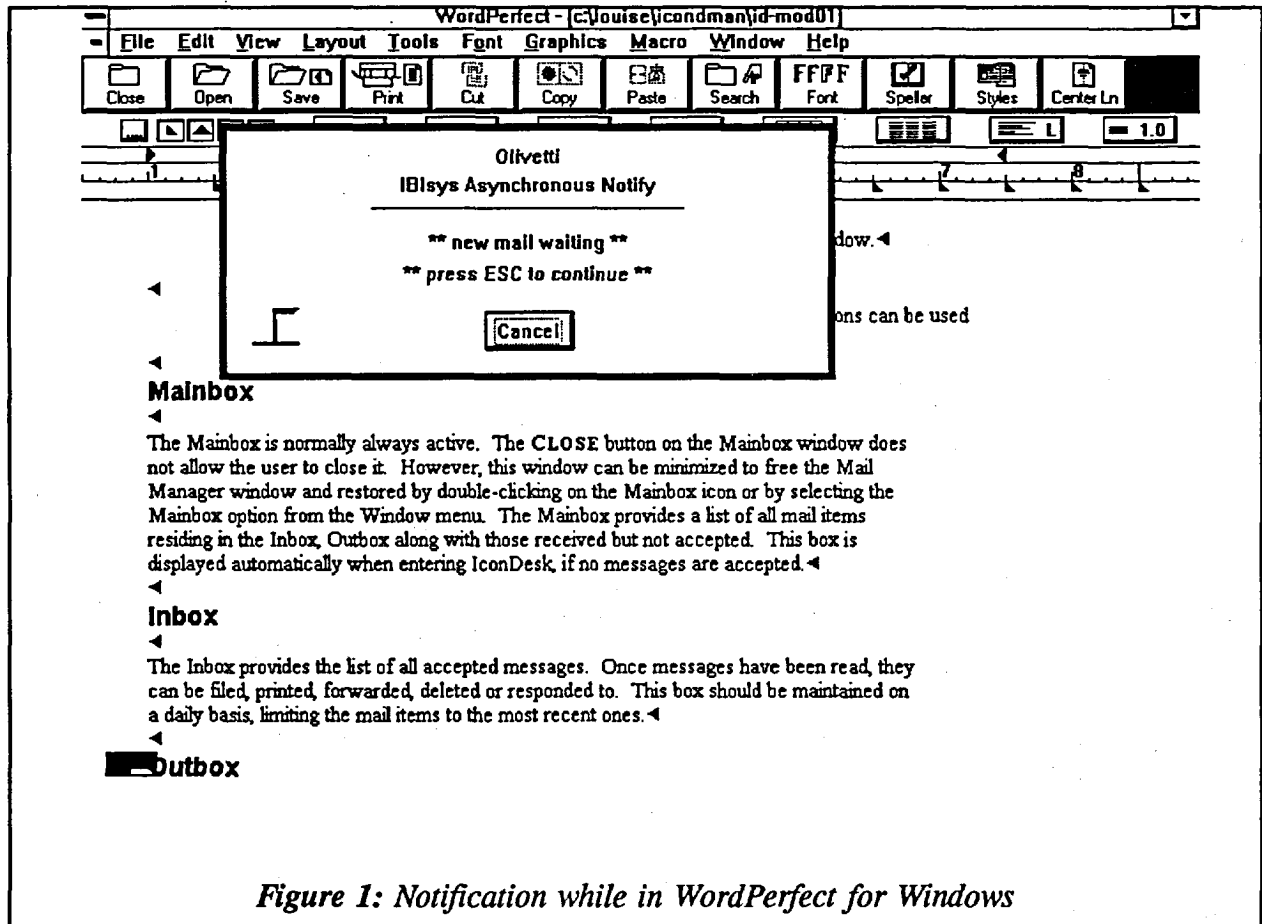 WordPerfect - [c:\louise\icondman\id-mod01]
File Edit View Layout Tools Font Graphics Macro Window Help
Close Open Save Print Cut Copy Paste Search Font Speller Styles Center Ln
L 1.0
1 7 8
Olivetti
IBIsys Asynchronous Notify
** new mail waiting **
** press ESC to continue **
Cancel
dow.
ons can be used
Mainbox
The Mainbox is normally always active. The CLOSE button on the Mainbox window does
not allow the user to close it. However, this window can be minimized to free the Mail
Manager window and restored by double-clicking on the Mainbox icon or by selecting the
Mainbox option from the Window menu. The Mainbox provides a list of all mail items
residing in the Inbox, Outbox along with those received but not accepted. This box is
displayed automatically when entering IconDesk, if no messages are accepted.
Inbox
The Inbox provides the list of all accepted messages. Once messages have been read, they
can be filed, printed, forwarded, deleted or responded to. This box should be maintained on
a daily basis, limiting the mail items to the most recent ones.
Outbox
Figure 1: Notification while in WordPerfect for Windows